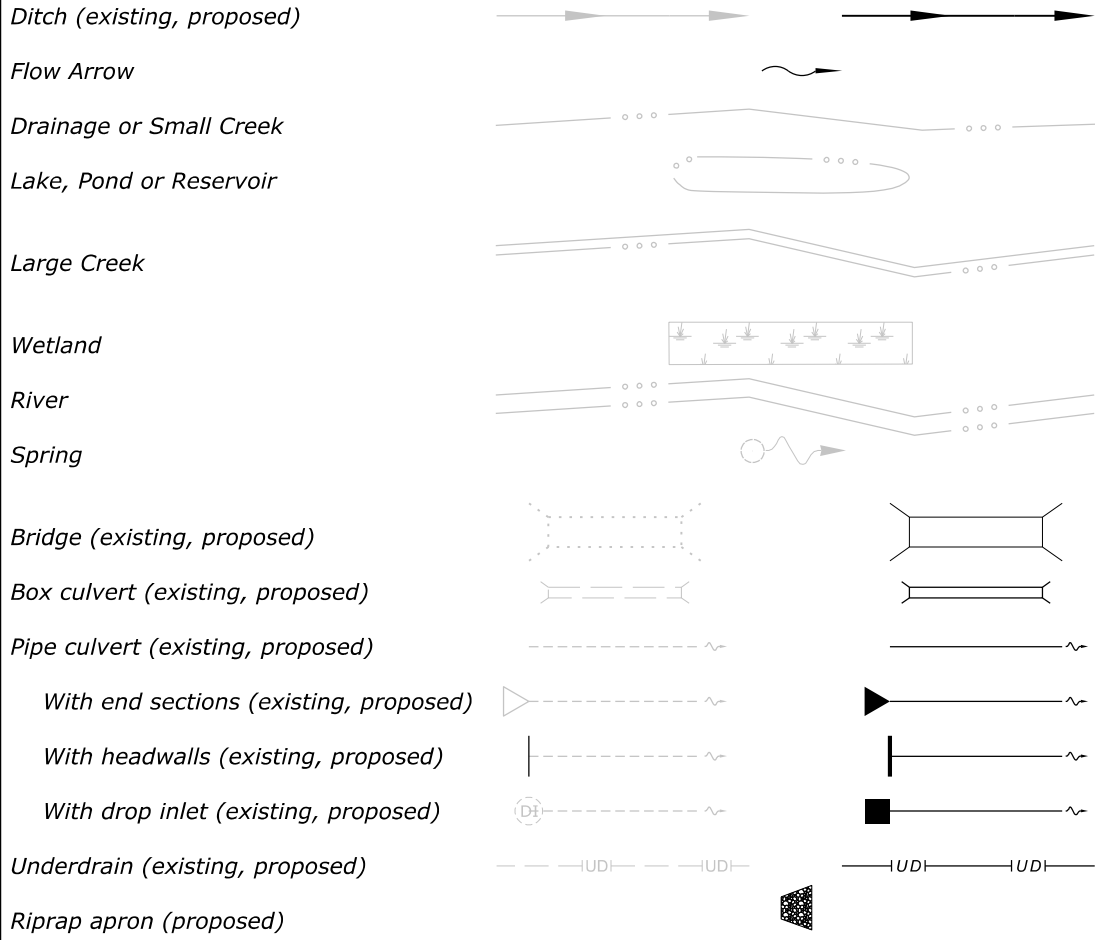 Ditch (existing, proposed)
Flow Arrow
Drainage or Small Creek
Lake, Pond or Reservoir
Large Creek
Wetland
River
Spring
Bridge (existing, proposed)
Box culvert (existing, proposed)
Pipe culvert (existing, proposed)
With end sections (existing, proposed)
With headwalls (existing, proposed)
With drop inlet (existing, proposed) DI
Underdrain (existing, proposed) UD UD UD UD
Riprap apron (proposed)